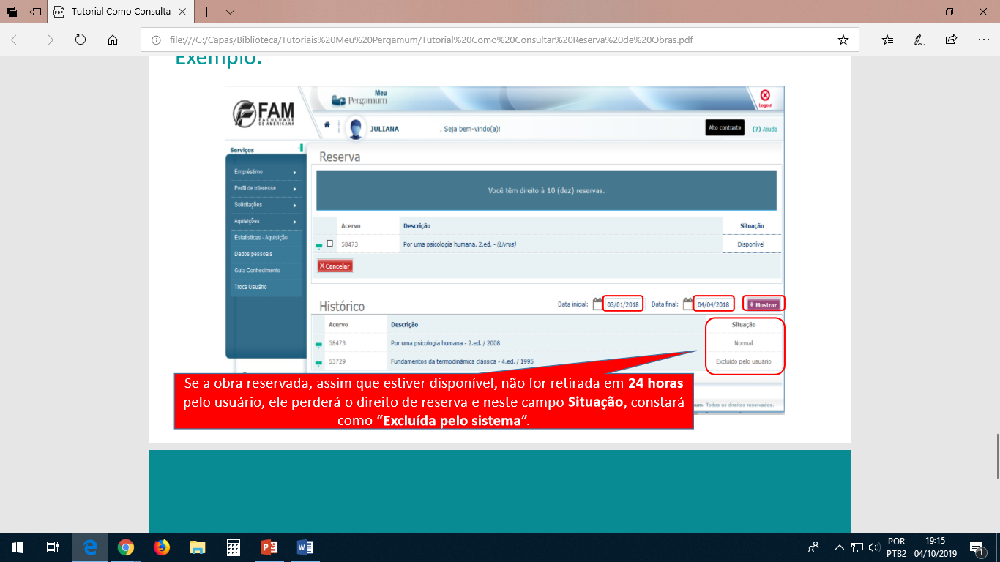 Tutorial Como Consulta
file:///G:/Capas/Biblioteca/Tutoriais%20Meu%20Pergamum/Tutorial%20Como%20Consultar%20Reserva%20de%20Obras.pdf
Exemplo:
FAM
FACULDADE
DE AMERICANA
Meu
Pergamum
Logout
JULIANA , Seja bem-vindo(a)!
Alto contraste
(?) Ajuda
Serviços
Empréstimo
Perfil de interesse
Solicitações
Aquisições
Estatísticas - Aquisição
Dados pessoais
Guia Conhecimento
Troca Usuário
Reserva
Você têm direito à 10 (dez) reservas.
Acervo Descrição Situação
58473 Por uma psicologia humana. 2.ed. - (Livros) Disponível
X Cancelar
Histórico
Data inicial: 03/01/2018 Data final: 04/04/2018 Mostrar
Acervo Descrição Situação
58473 Por uma psicologia humana - 2.ed. / 2008 Normal
53729 Fundamentos da termodinâmica clássica - 4.ed. / 1995 Excluído pelo usuário
Se a obra reservada, assim que estiver disponível, não for retirada em 24 horas
pelo usuário, ele perderá o direito de reserva e neste campo Situação, constará
como “Excluída pelo sistema”.
Todos os direitos reservados.
POR
PTB2
19:15
04/10/2019
1